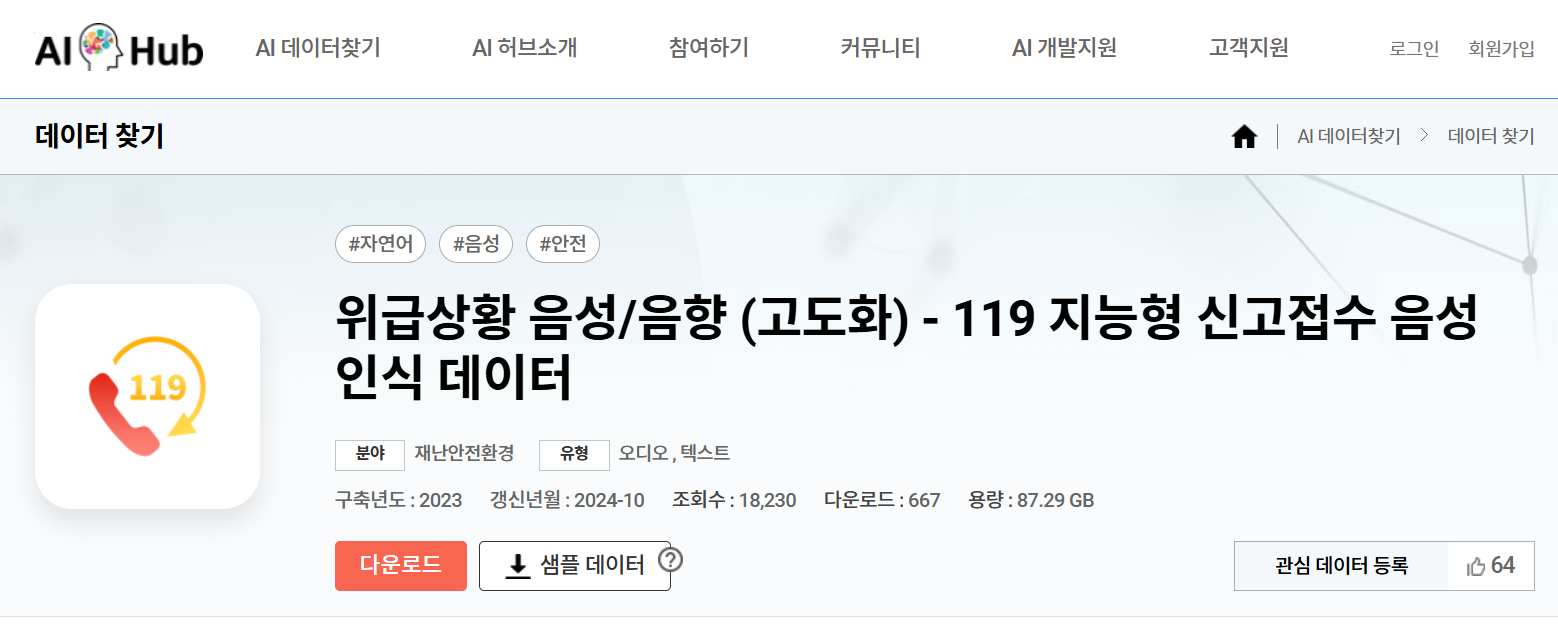 AI Hub
AI 데이터찾기 AI 허브소개 참여하기 커뮤니티 AI 개발지원 고객지원 로그인 회원가입
데이터 찾기
AI 데이터찾기 > 데이터 찾기
#자연어 #음성 #안전
위급상황 음성/음향 (고도화) - 119 지능형 신고접수 음성
인식 데이터
119
분야 재난안전환경 유형 오디오 , 텍스트
구축년도 : 2023 갱신년월 : 2024-10 조회수 : 18,230 다운로드 : 667 용량 : 87.29 GB
다운로드 샘플 데이터 ? 관심 데이터 등록 64